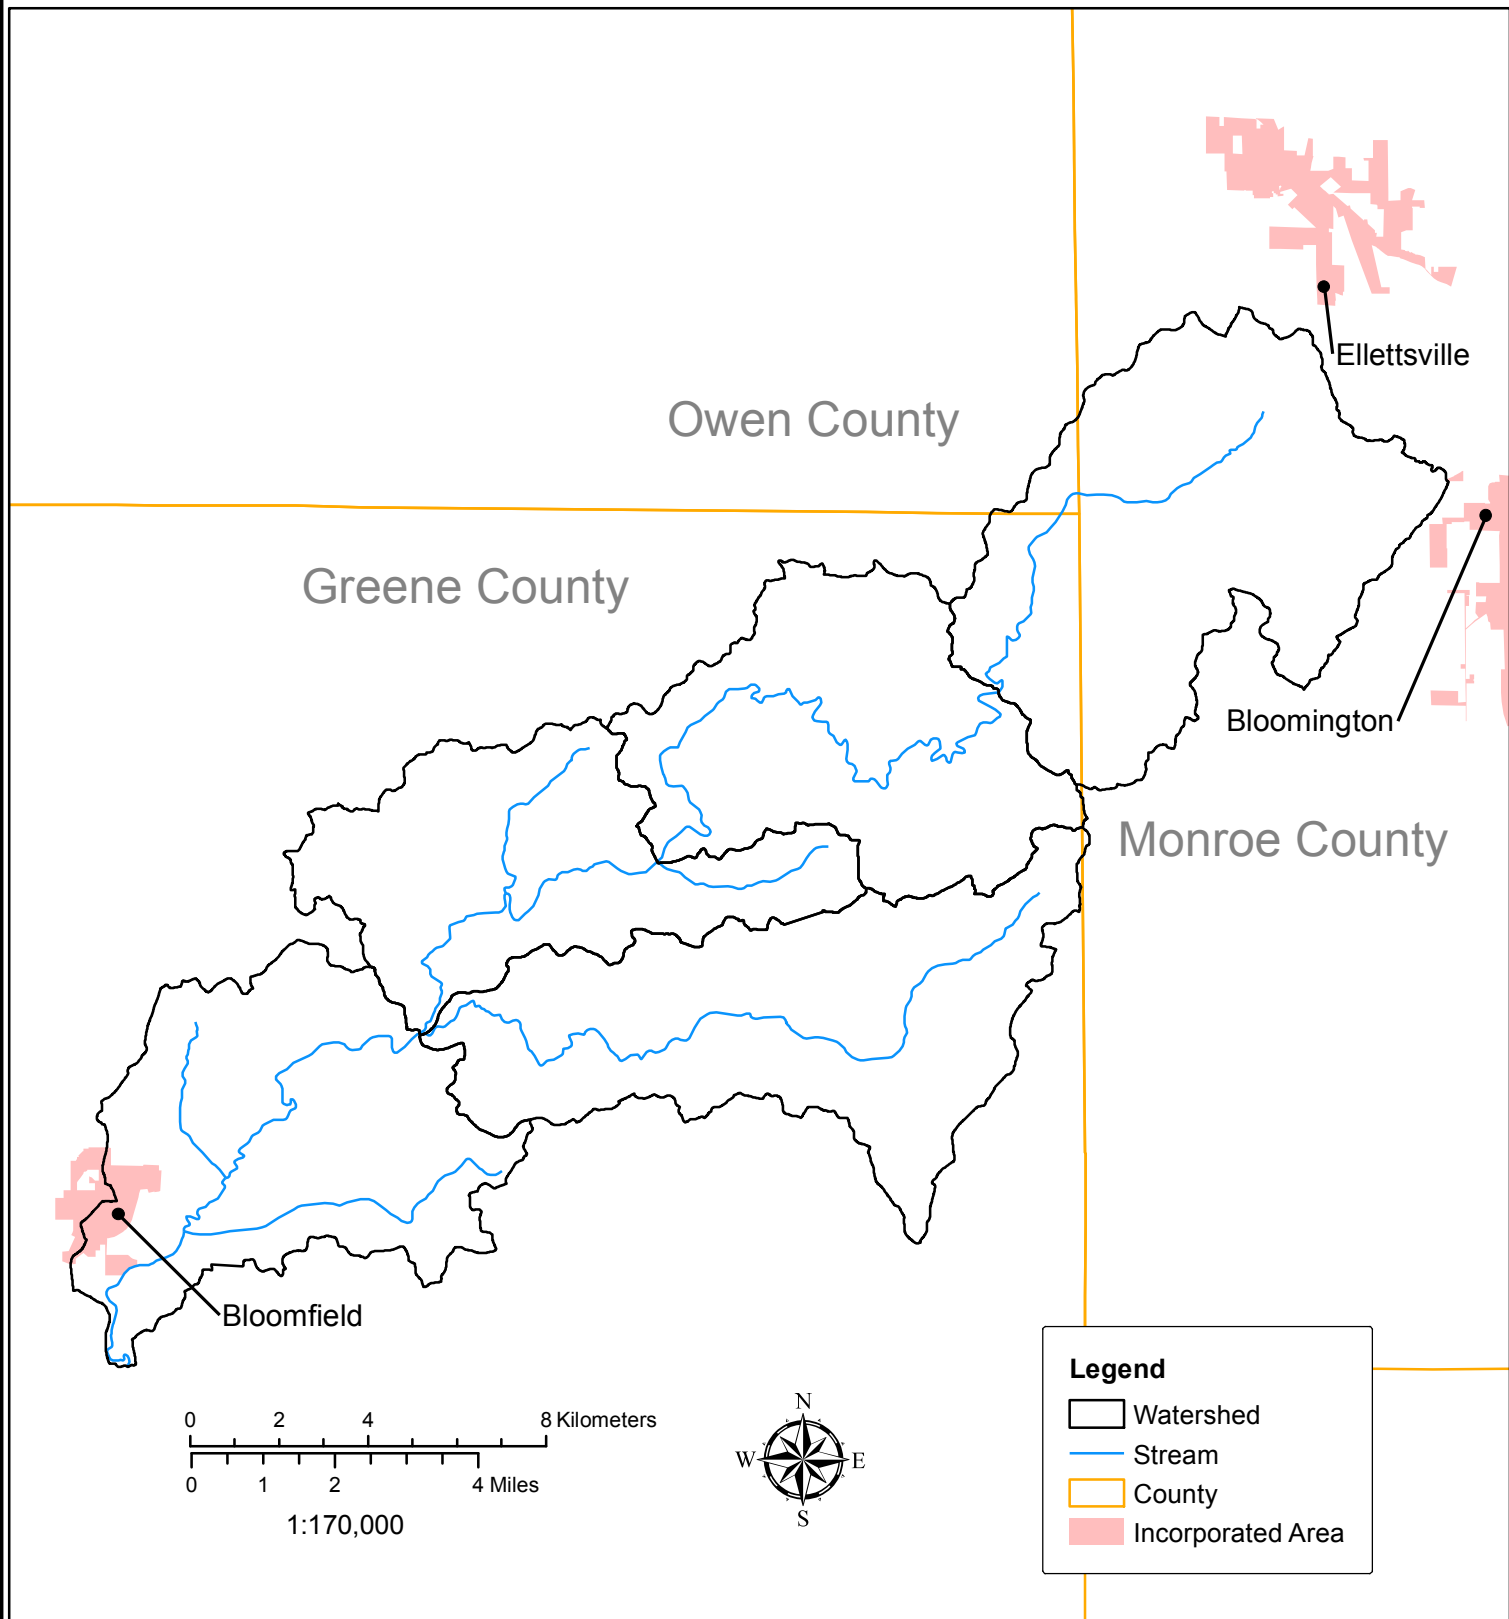 Ellettsville
Owen County
Greene County
Bloomington
Monroe County
Bloomfield
Legend
Watershed
Stream
County
Incorporated Area
0 2 4 8 Kilometers
0 1 2 4 Miles
1:170,000
N
W E
S